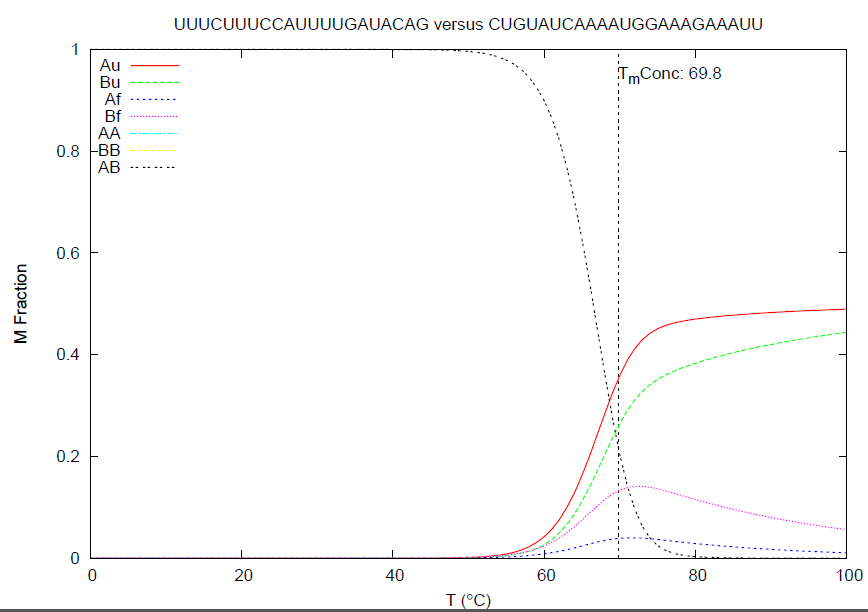 UUUCUUUCCAUUUUGAUACAG versus CUGUAUCAAAAUGGAAAGAAAUU
1
Au
Bu
Af
Bf
AA
BB
AB
TmConc: 69.8
0.8
0.6
0.4
0.2
0
M Fraction
0 20 40 60 80 100
T (°C)